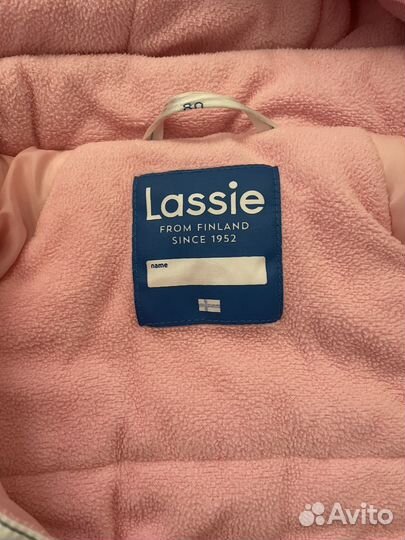 80
Lassie
FROM FINLAND
SINCE 1952
name
Avito